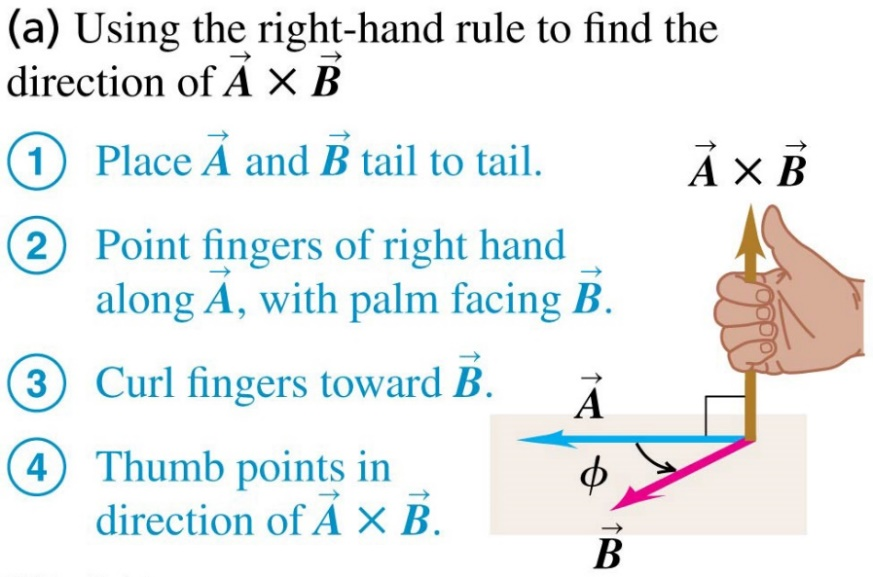 (a) Using the right-hand rule to find the
direction of A⃗ × B⃗
1 Place A⃗ and B⃗ tail to tail.
2 Point fingers of right hand
along A⃗, with palm facing B⃗.
3 Curl fingers toward B⃗.
4 Thumb points in
direction of A⃗ × B⃗.
A⃗ × B⃗
A⃗
ϕ
B⃗